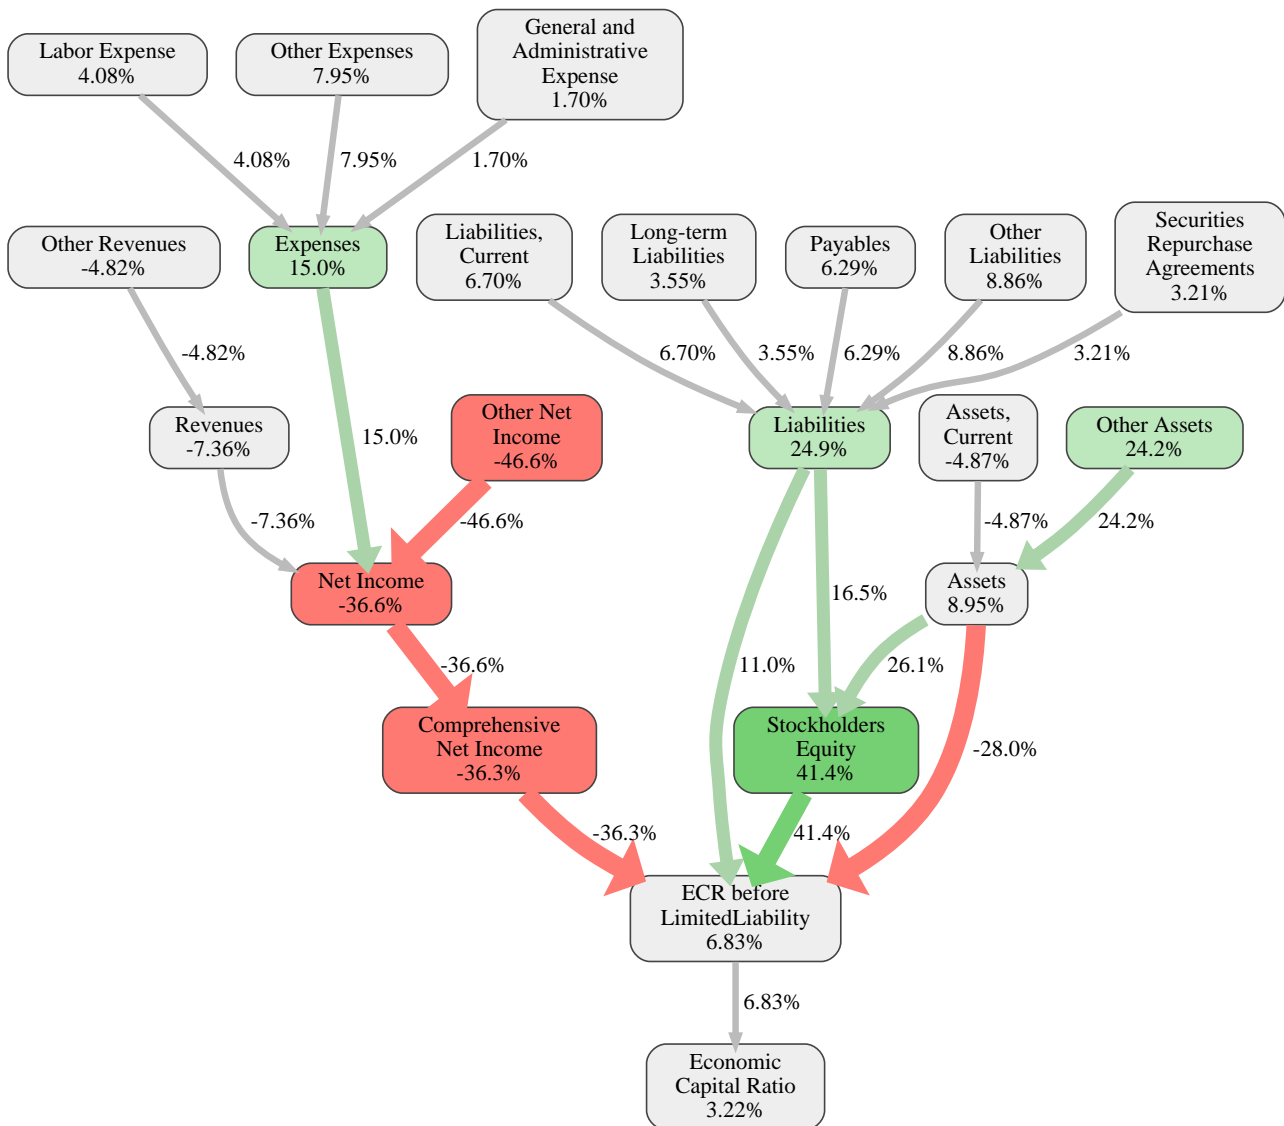 Labor Expense
4.08%
Other Expenses
7.95%
General and
Administrative
Expense
1.70%
4.08%
7.95%
1.70%
Other Revenues
-4.82%
Expenses
15.0%
Liabilities,
Current
6.70%
Long-term
Liabilities
3.55%
Payables
6.29%
Other
Liabilities
8.86%
Securities
Repurchase
Agreements
3.21%
-4.82%
6.70%
3.55%
6.29%
8.86%
3.21%
Revenues
-7.36%
15.0%
Other Net
Income
-46.6%
Liabilities
24.9%
Assets,
Current
-4.87%
Other Assets
24.2%
-7.36%
-46.6%
-4.87%
24.2%
Net Income
-36.6%
16.5%
Assets
8.95%
-36.6%
11.0%
26.1%
Comprehensive
Net Income
-36.3%
Stockholders
Equity
41.4%
-28.0%
-36.3%
41.4%
ECR before
LimitedLiability
6.83%
6.83%
Economic
Capital Ratio
3.22%